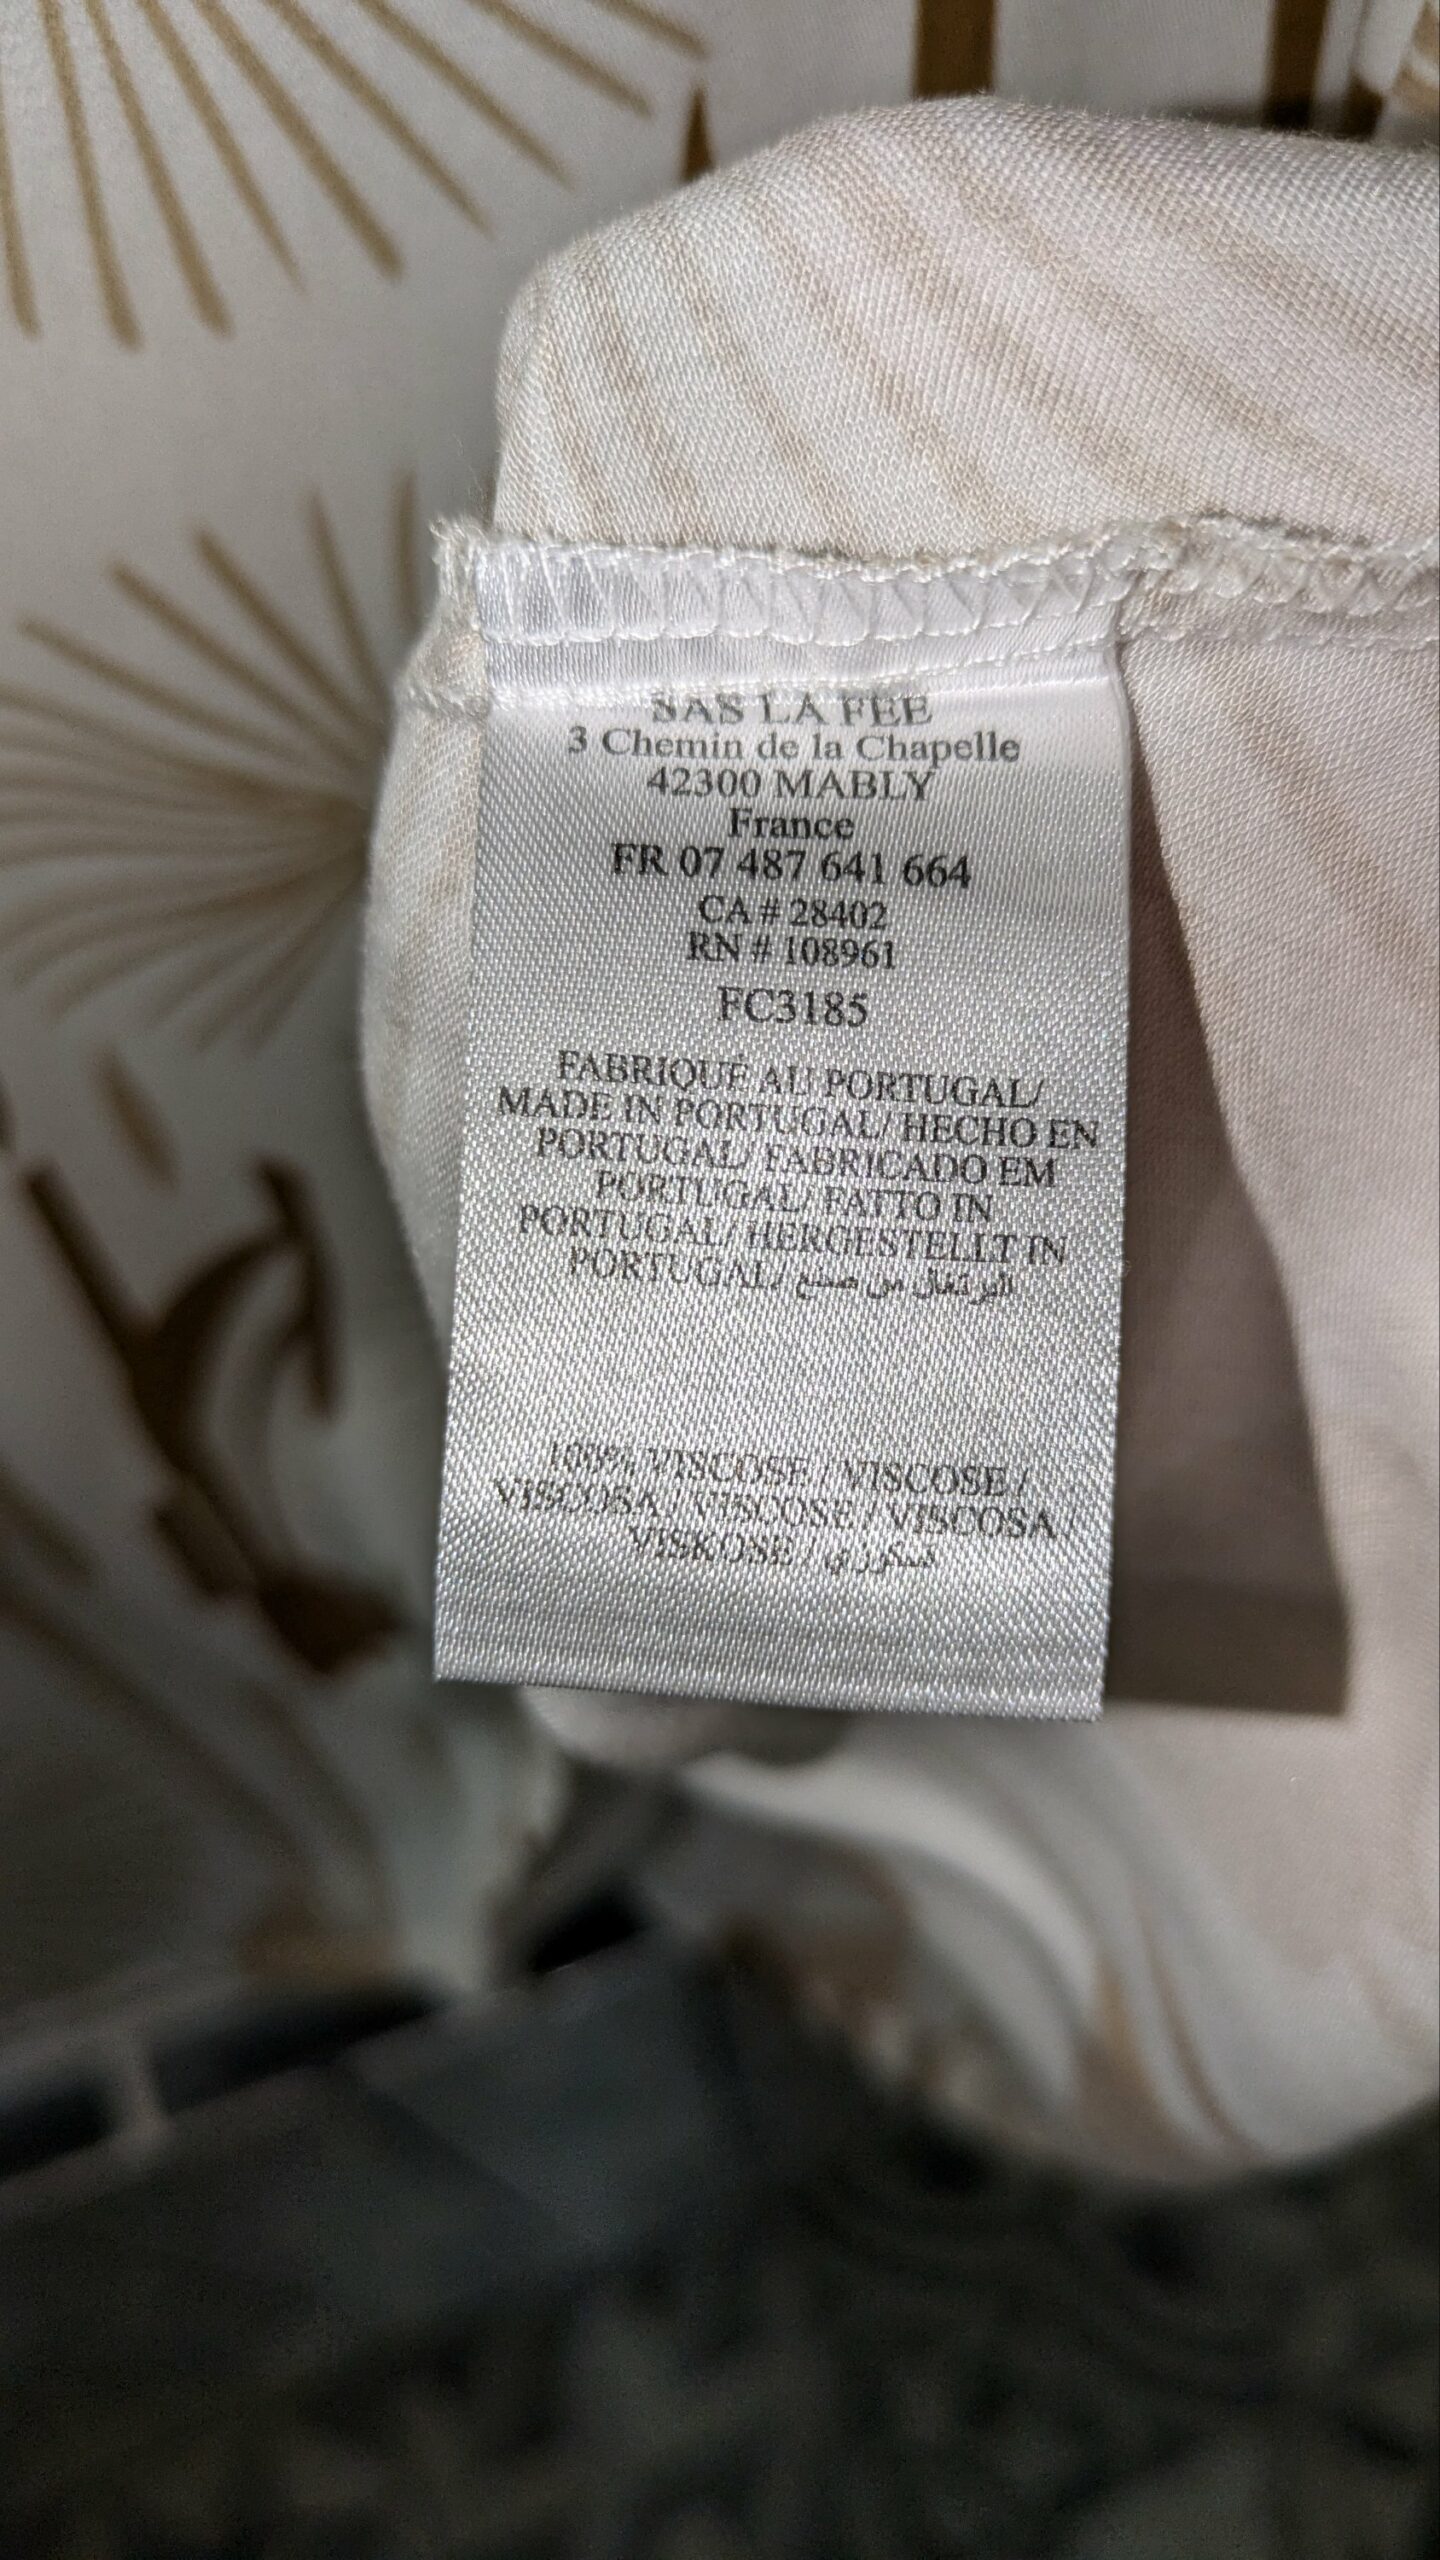 SAS LA FEE
3 Chemin de la Chapelle
42300 MABLY
France
FR 07 487 641 664
CA # 28402
RN # 108961
FC3185
FABRIQUÉ AU PORTUGAL/
MADE IN PORTUGAL/ HECHO EN
PORTUGAL/ FABRICADO EM
PORTUGAL/ FATTO IN
PORTUGAL/ HERGESTELLT IN
PORTUGAL/ البرتغال من صنع
100% VISCOSE / VISCOSE /
VISCOSA / VISCOSE / VISCOSA
VISKOSE /